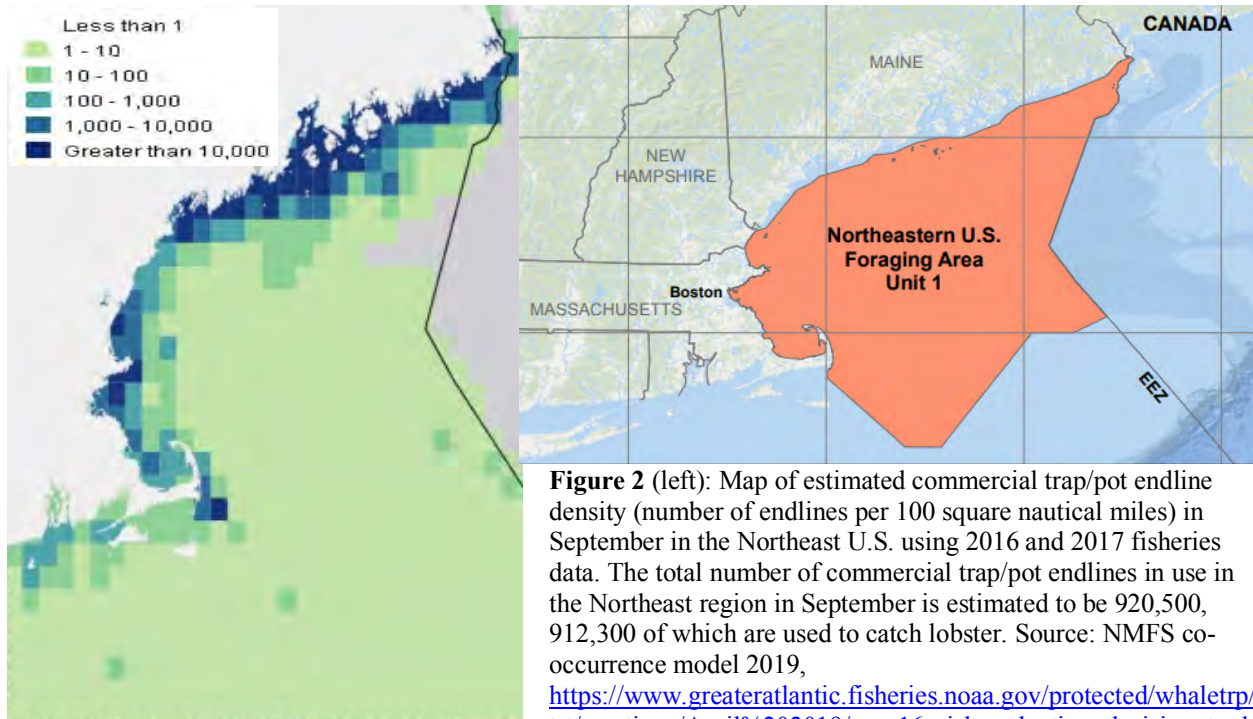 Less than 1
1 - 10
10 - 100
100 - 1,000
1,000 - 10,000
Greater than 10,000
CANADA
MAINE
NEW
HAMPSHIRE
Northeastern U.S.
Foraging Area
Unit 1
Boston
MASSACHUSETTS
EEZ
Figure 2 (left): Map of estimated commercial trap/pot endline
density (number of endlines per 100 square nautical miles) in
September in the Northeast U.S. using 2016 and 2017 fisheries
data. The total number of commercial trap/pot endlines in use in
the Northeast region in September is estimated to be 920,500,
912,300 of which are used to catch lobster. Source: NMFS co-
occurrence model 2019,
https://www.greateratlantic.fisheries.noaa.gov/protected/whaletrp/